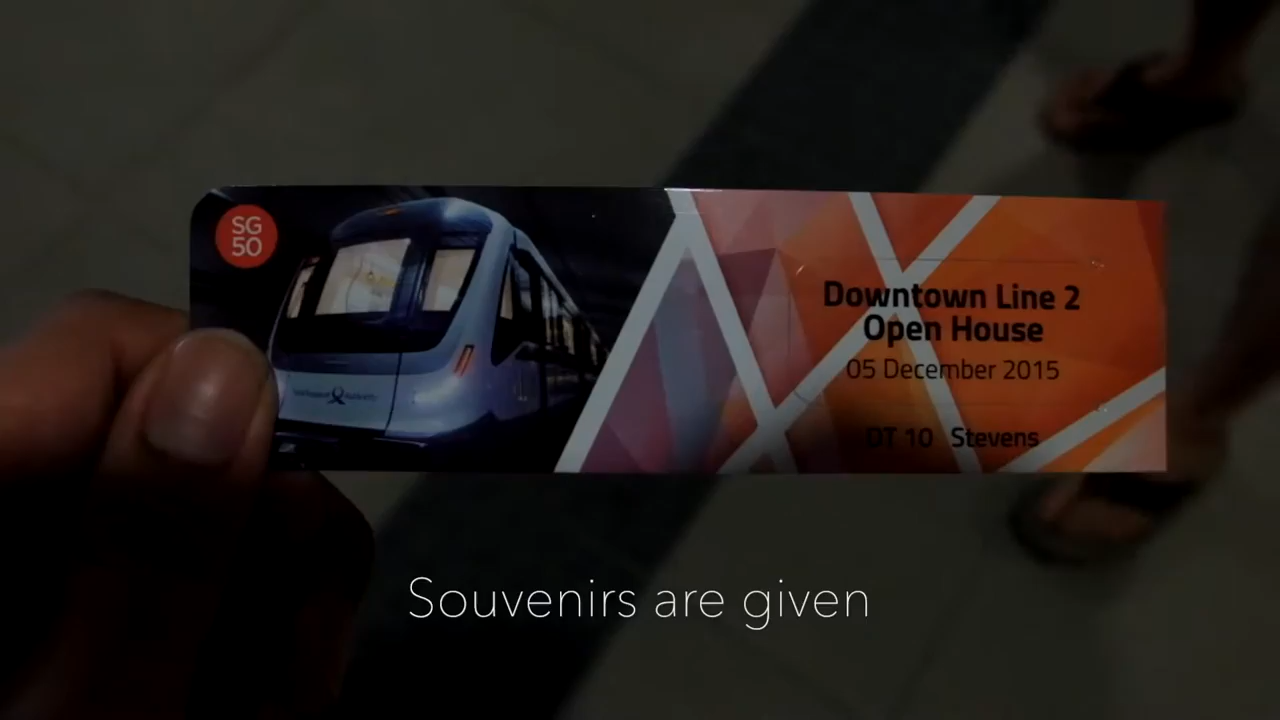 SG
50
Downtown Line 2
Open House
05 December 2015
DT 10 Stevens
Souvenirs are given